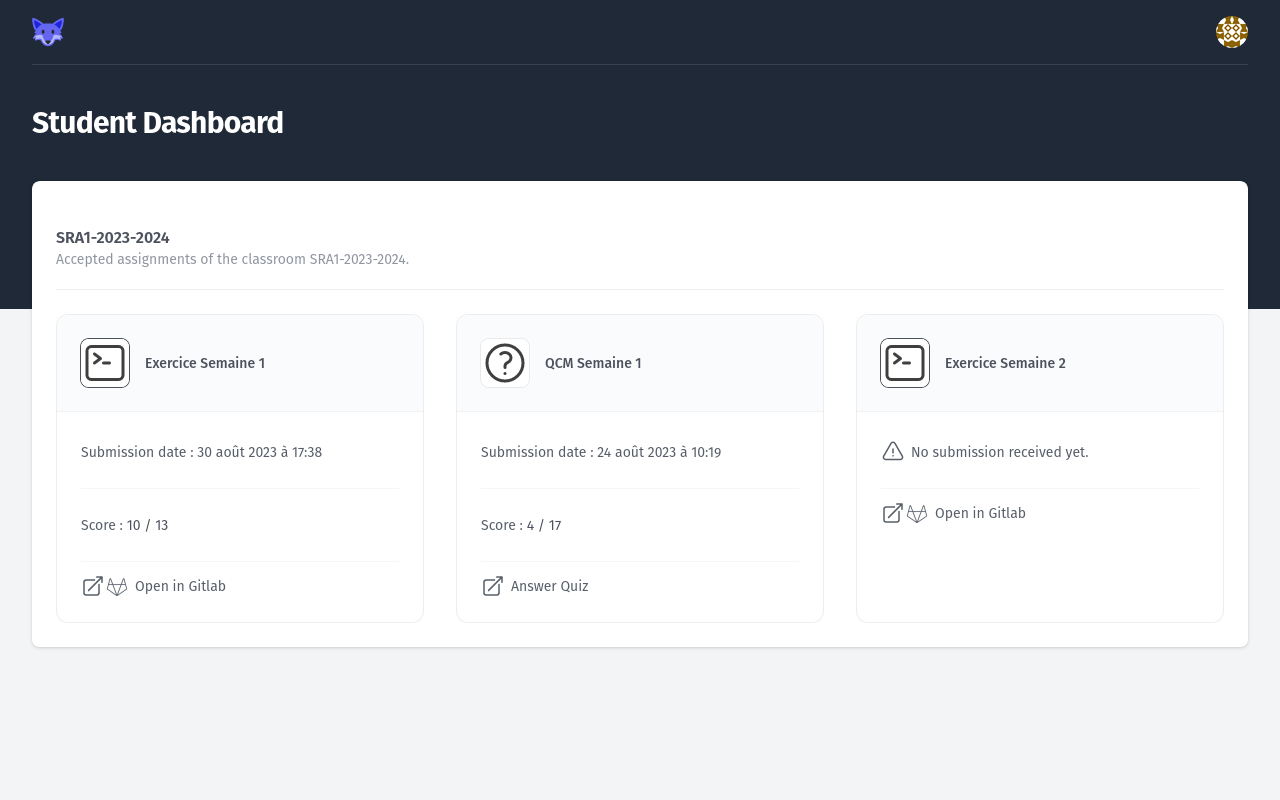 Student Dashboard
SRA1-2023-2024
Accepted assignments of the classroom SRA1-2023-2024.
Exercice Semaine 1
Submission date : 30 août 2023 à 17:38
Score : 10 / 13
Open in Gitlab
QCM Semaine 1
Submission date : 24 août 2023 à 10:19
Score : 4 / 17
Answer Quiz
Exercice Semaine 2
No submission received yet.
Open in Gitlab